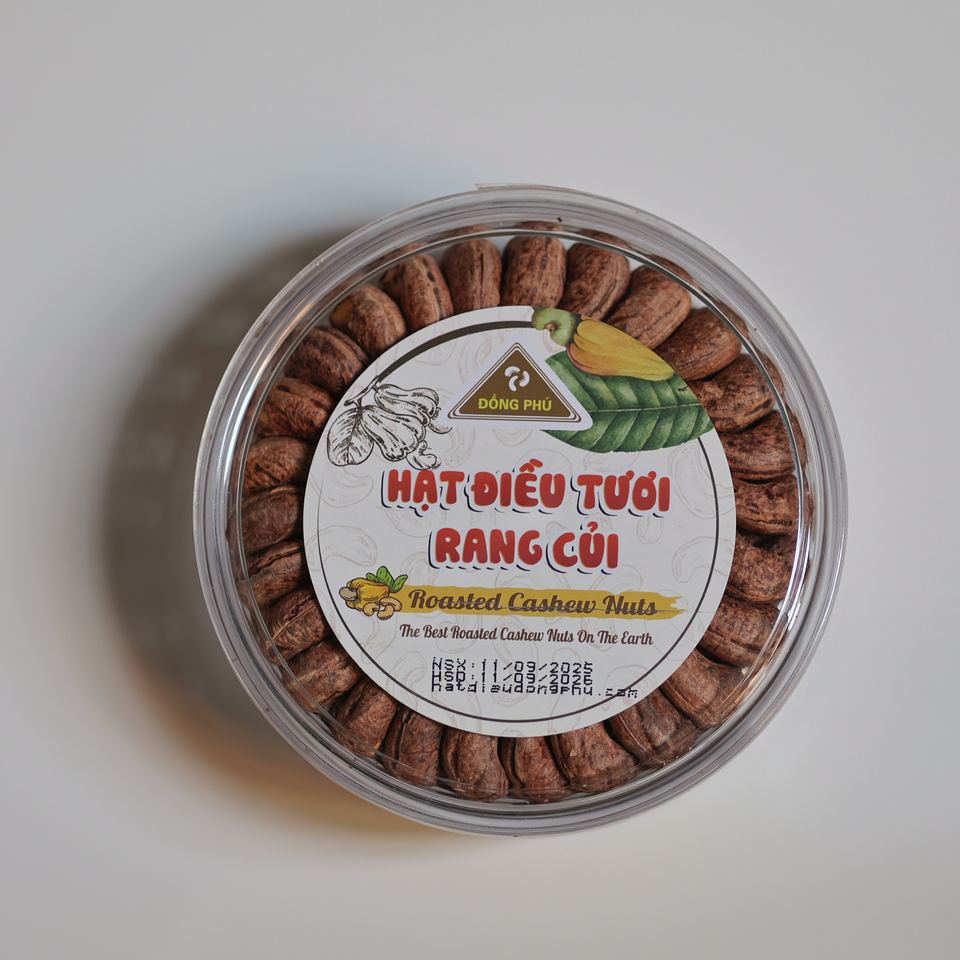 ĐỒNG PHÚ
HẠT ĐIỀU TƯƠI
RANG CỦI
Roasted Cashew Nuts
The Best Roasted Cashew Nuts On The Earth
NSX:11/09/2025
HSD:11/09/2026
hatdieudongphu.com